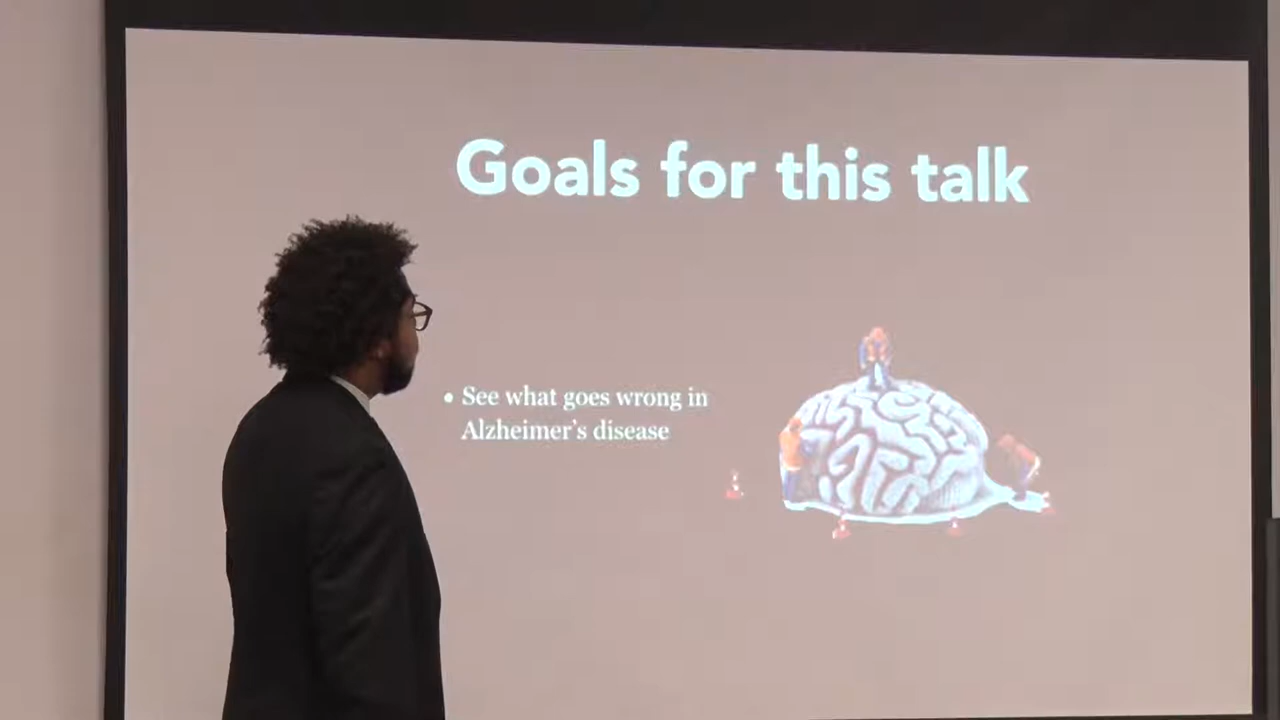 Goals for this talk
• See what goes wrong in
Alzheimer's disease